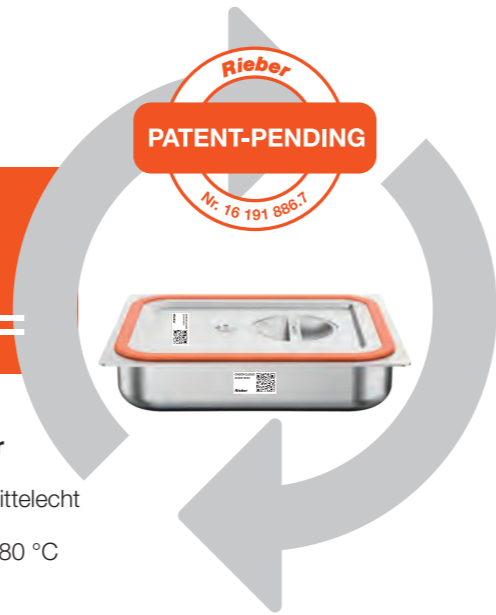 Rieber
PATENT-PENDING
Nr. 16 191 886.7
=
Rieber
r
ittelecht
80 °C